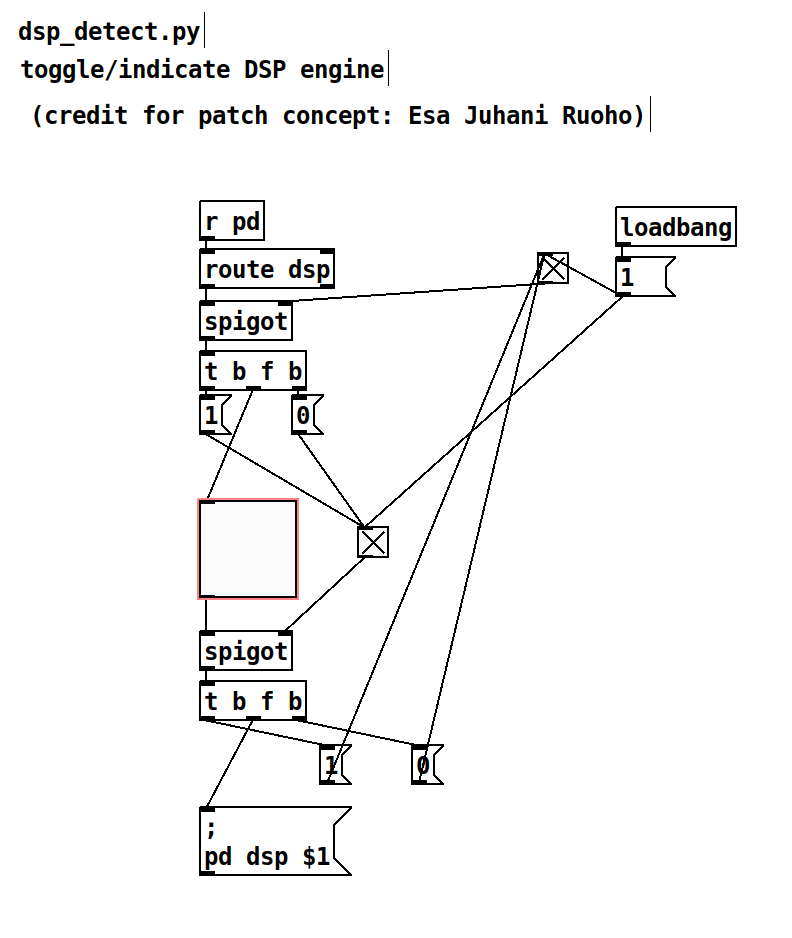 dsp_detect.py
toggle/indicate DSP engine
(credit for patch concept: Esa Juhani Ruoho)
r pd
loadbang
route dsp
1
spigot
t b f b
1
0
spigot
t b f b
1
0
;
pd dsp $1